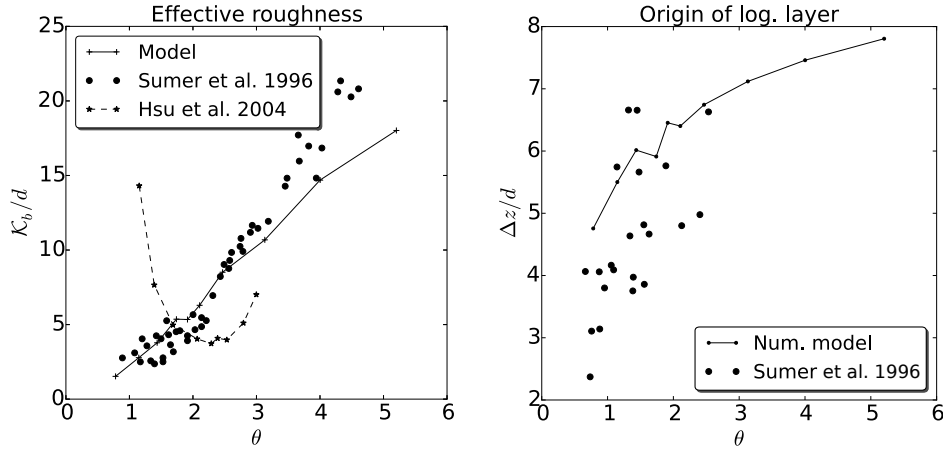 Effective roughness
25
20
15
10
5
0
0 1 2 3 4 5 6
θ
𝒦_b/d
Model
Sumer et al. 1996
Hsu et al. 2004
Origin of log. layer
8
7
6
5
4
3
2
0 1 2 3 4 5 6
θ
Δz/d
Num. model
Sumer et al. 1996